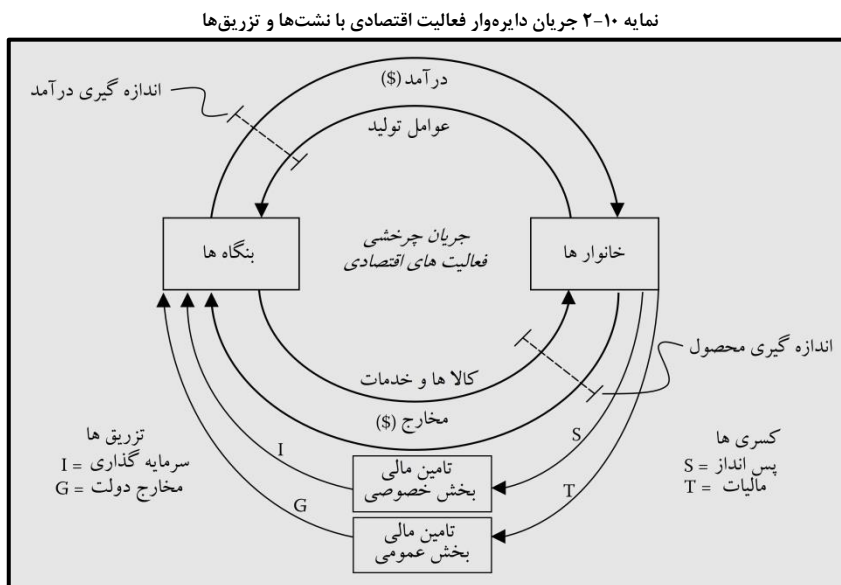 نمایه ۱۰-۲ جریان دایره‌وار فعالیت اقتصادی با نشت‌ها و تزریق‌ها
درآمد ($)
اندازه گیری درآمد
عوامل تولید
بنگاه ها
جریان چرخشی
فعالیت های اقتصادی
خانوار ها
اندازه گیری محصول
کالا ها و خدمات
مخارج ($)
تزریق ها
I = سرمایه گذاری
G = مخارج دولت
I
S
کسری ها
S = پس انداز
T = مالیات
تامین مالی
بخش خصوصی
G
T
تامین مالی
بخش عمومی